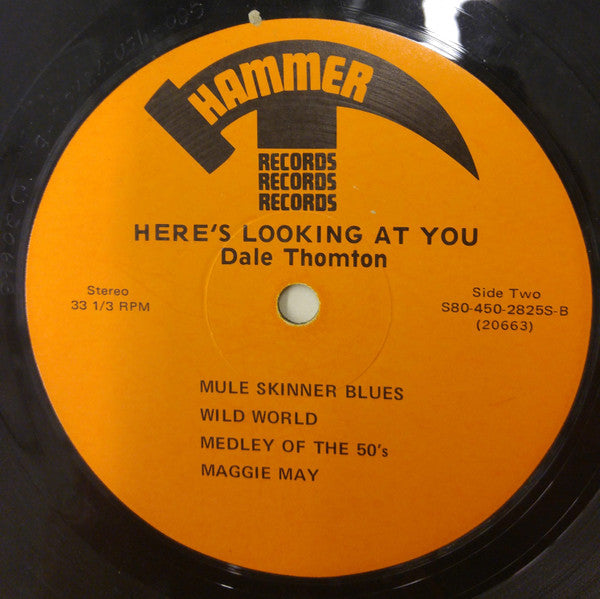 HAMMER
RECORDS
RECORDS
RECORDS
HERE'S LOOKING AT YOU
Dale Thomton
Stereo
33 1/3 RPM
Side Two
S80-450-2825S-B
(20663)
MULE SKINNER BLUES
WILD WORLD
MEDLEY OF THE 50's
MAGGIE MAY